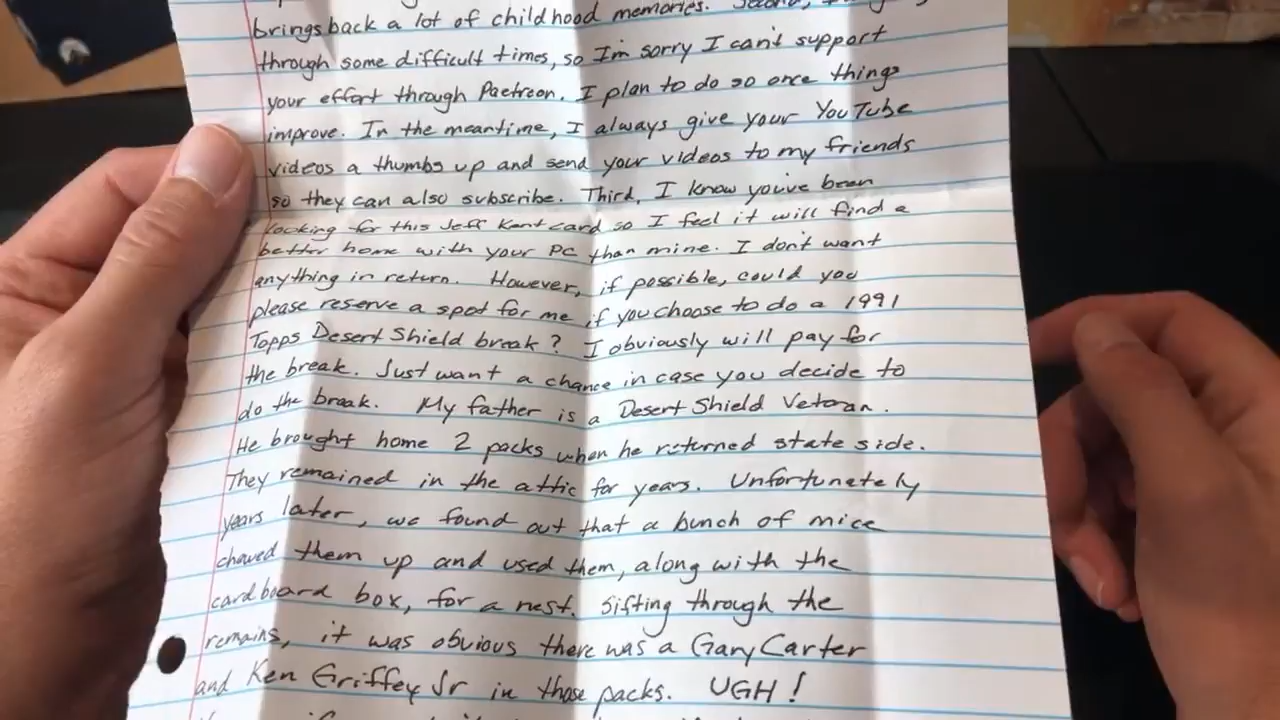 brings back a lot of childhood memories. Second,
through some difficult times, so I'm sorry I can't support
your effort through Paetreon. I plan to do so once things
improve. In the meantime, I always give your YouTube
videos a thumbs up and send your videos to my friends
so they can also subscribe. Third, I know you've been
looking for this Jeff Kent card so I feel it will find a
better home with your PC than mine. I don't want
anything in return. However, if possible, could you
please reserve a spot for me if you choose to do a 1991
Topps Desert Shield break? I obviously will pay for
the break. Just want a chance in case you decide to
do the break. My father is a Desert Shield Vetoran.
He brought home 2 packs when he returned state side.
They remained in the attic for years. Unfortunately
years later, we found out that a bunch of mice
chewed them up and used them, along with the
cardboard box, for a nest. Sifting through the
remains, it was obvious there was a Gary Carter
and Ken Griffey Jr in those packs. UGH!